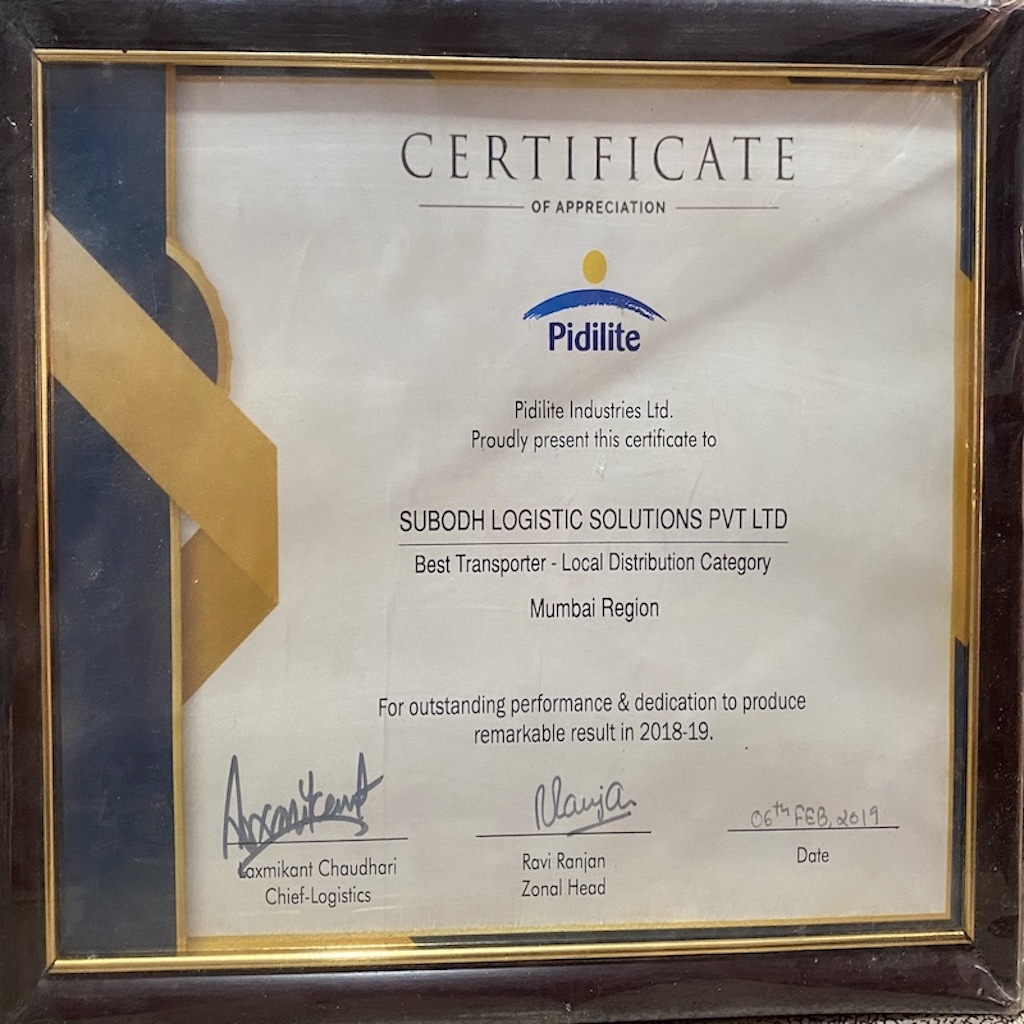 CERTIFICATE
OF APPRECIATION
Pidilite
Pidilite Industries Ltd.
Proudly present this certificate to
SUBODH LOGISTIC SOLUTIONS PVT LTD
Best Transporter - Local Distribution Category
Mumbai Region
For outstanding performance & dedication to produce
remarkable result in 2018-19.
06th FEB, 2019
Laxmikant Chaudhari
Chief-Logistics
Ravi Ranjan
Zonal Head
Date